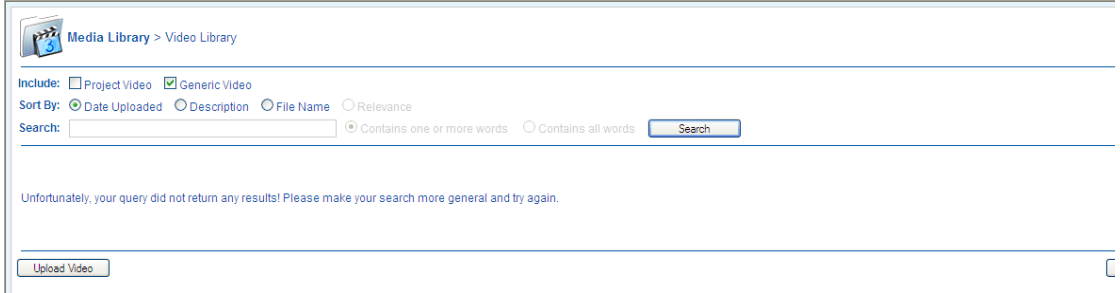 Media Library > Video Library
Include: Project Video Generic Video
Sort By: Date Uploaded Description File Name Relevance
Search: Contains one or more words Contains all words Search
Unfortunately, your query did not return any results! Please make your search more general and try again.
Upload Video